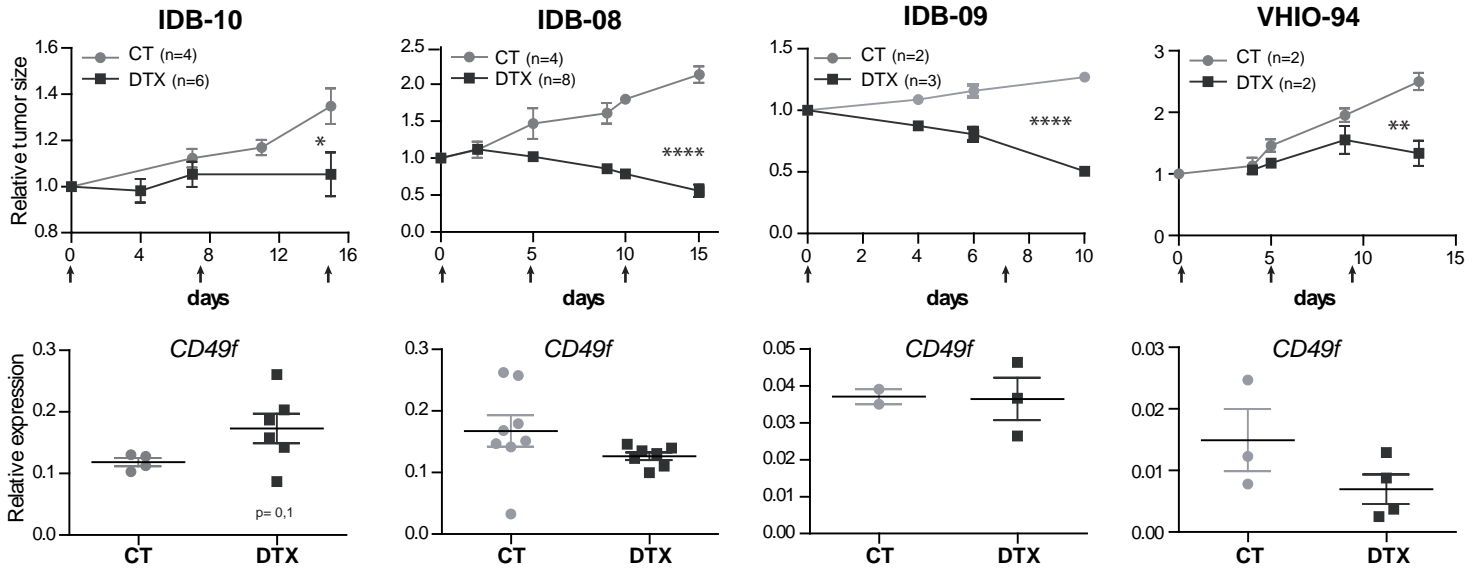 IDB-10
IDB-08
IDB-09
VHIO-94
Relative tumor size
1.6
1.4
1.2
1.0
0.8
CT (n=4)
DTX (n=6)
*
0 4 8 12 16
days
2.5
2.0
1.5
1.0
0.5
0.0
CT (n=4)
DTX (n=8)
****
0 5 10 15
days
1.5
1.0
0.5
0.0
CT (n=2)
DTX (n=3)
****
0 2 4 6 8 10
days
3
2
1
0
CT (n=2)
DTX (n=2)
**
0 5 10 15
days
Relative expression
CD49f
0.3
0.2
0.1
0.0
p= 0,1
CT DTX
CD49f
0.3
0.2
0.1
0.0
CT DTX
CD49f
0.05
0.04
0.03
0.02
0.01
0.00
CT DTX
CD49f
0.03
0.02
0.01
0.00
CT DTX